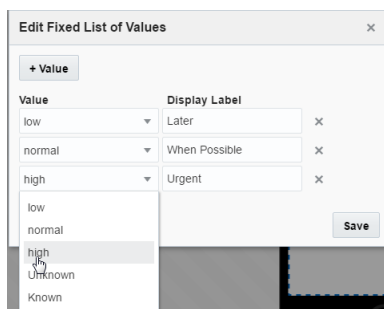 Edit Fixed List of Values ×
+ Value
Value Display Label
low Later ×
normal When Possible ×
high Urgent ×
low
normal
high
Unknown
Known
Save